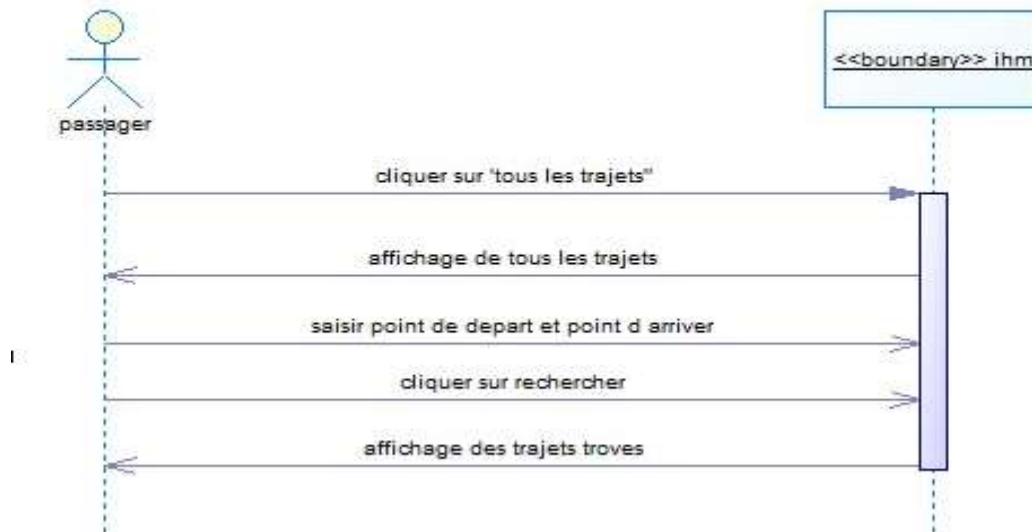 <<boundary>> ihm
passager
cliquer sur 'tous les trajets"
affichage de tous les trajets
saisir point de depart et point d arriver
cliquer sur rechercher
affichage des trajets troves